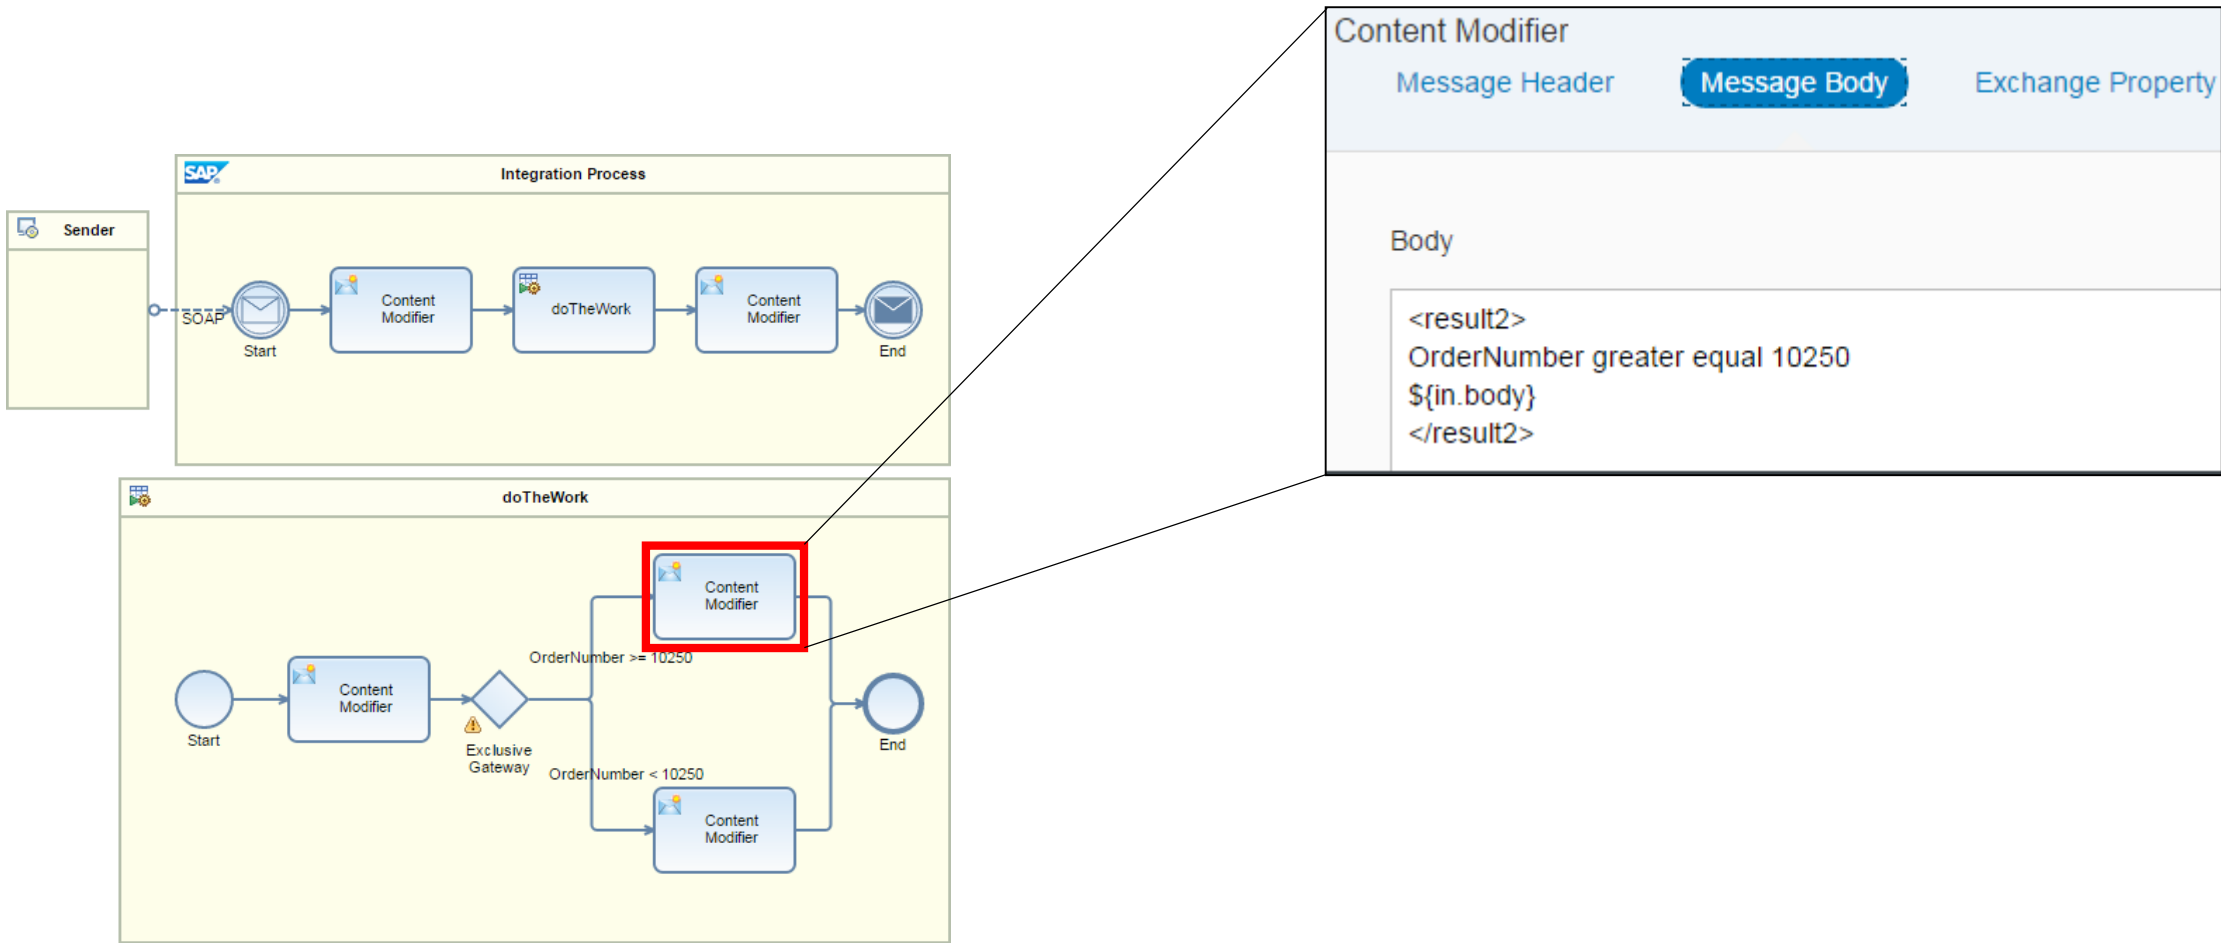 Content Modifier
Message Header
Message Body
Exchange Property
Body
<result2>
OrderNumber greater equal 10250
${in.body}
</result2>
SAP
Integration Process
Sender
SOAP
Start
Content
Modifier
doTheWork
Content
Modifier
End
doTheWork
Content
Modifier
OrderNumber >= 10250
Start
Content
Modifier
Exclusive
Gateway
OrderNumber < 10250
Content
Modifier
End